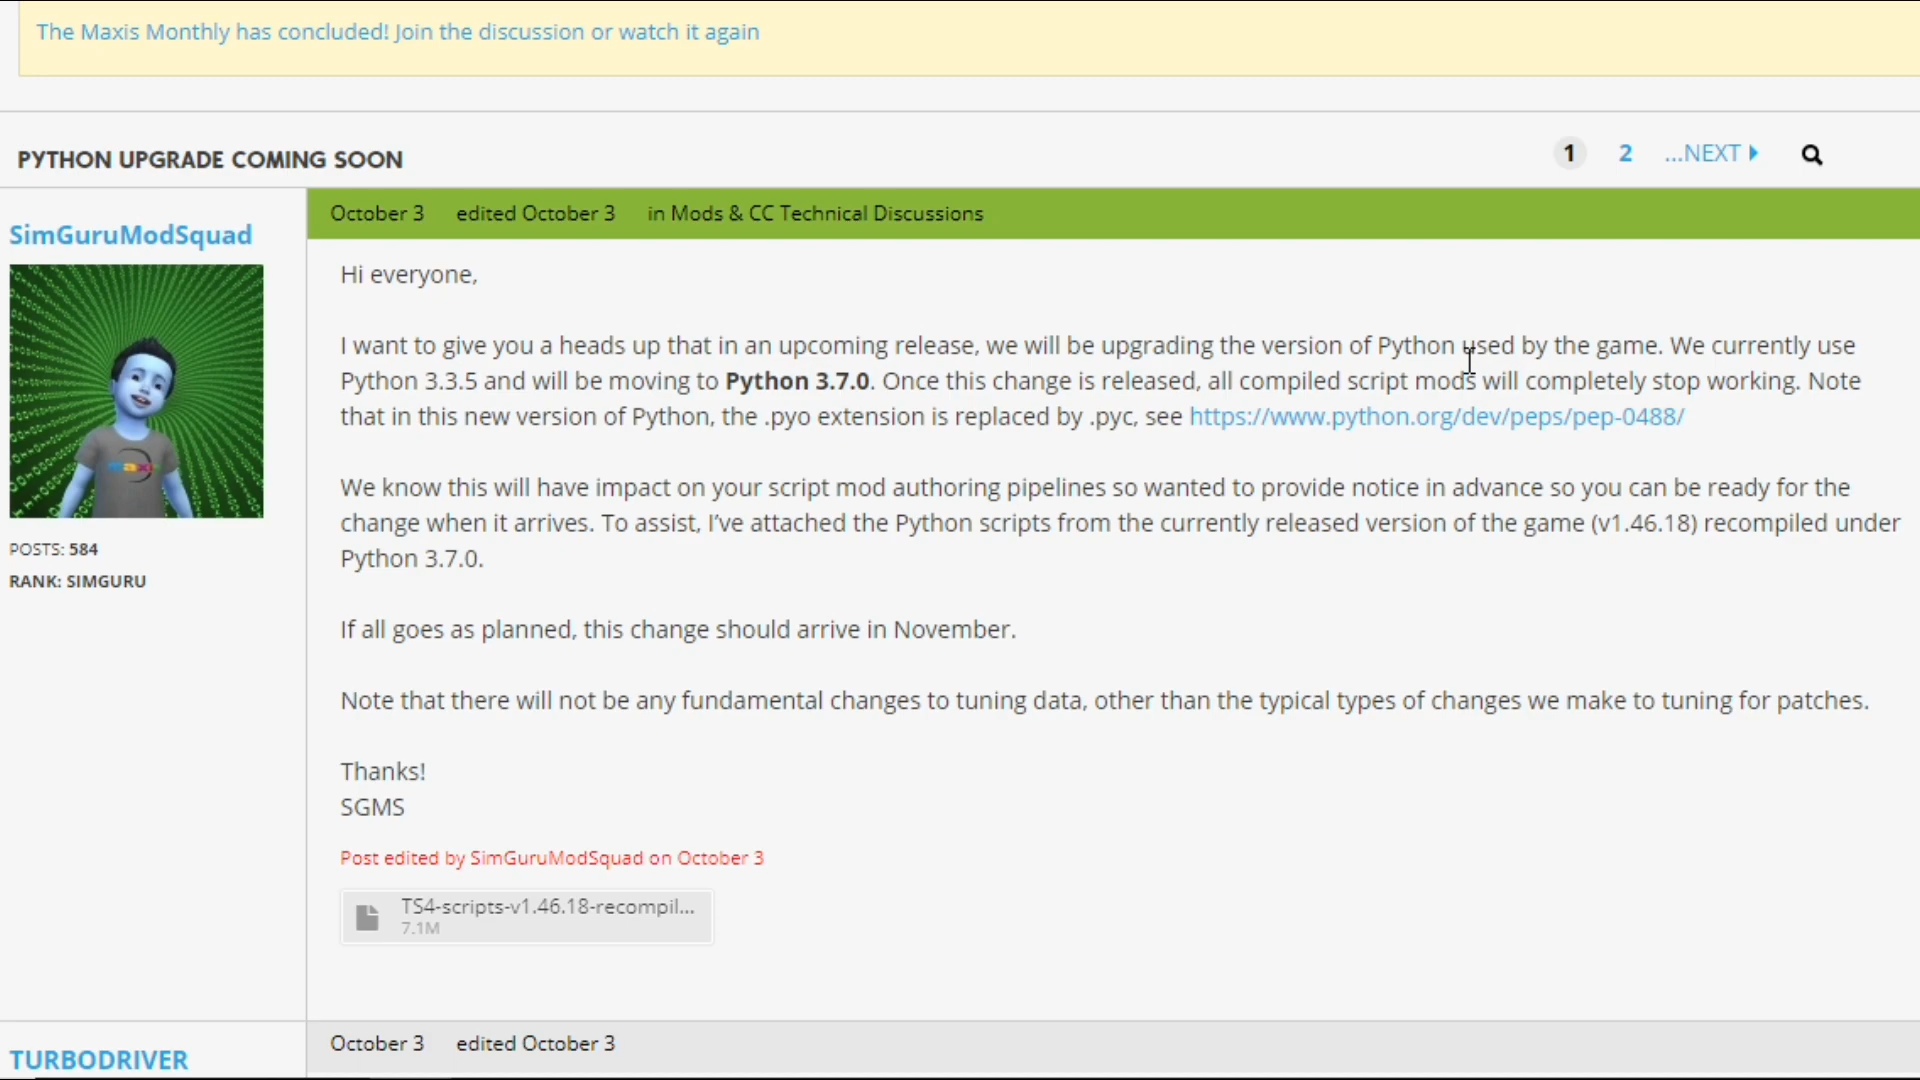 The Maxis Monthly has concluded! Join the discussion or watch it again
PYTHON UPGRADE COMING SOON
1 2 ...NEXT
SimGuruModSquad
October 3 edited October 3 in Mods & CC Technical Discussions
Hi everyone,
I want to give you a heads up that in an upcoming release, we will be upgrading the version of Python used by the game. We currently use
Python 3.3.5 and will be moving to Python 3.7.0. Once this change is released, all compiled script mods will completely stop working. Note
that in this new version of Python, the .pyo extension is replaced by .pyc, see https://www.python.org/dev/peps/pep-0488/
We know this will have impact on your script mod authoring pipelines so wanted to provide notice in advance so you can be ready for the
change when it arrives. To assist, I’ve attached the Python scripts from the currently released version of the game (v1.46.18) recompiled under
Python 3.7.0.
If all goes as planned, this change should arrive in November.
Note that there will not be any fundamental changes to tuning data, other than the typical types of changes we make to tuning for patches.
Thanks!
SGMS
Post edited by SimGuruModSquad on October 3
TS4-scripts-v1.46.18-recompil...
7.1M
POSTS: 584
RANK: SIMGURU
TURBODRIVER
October 3 edited October 3